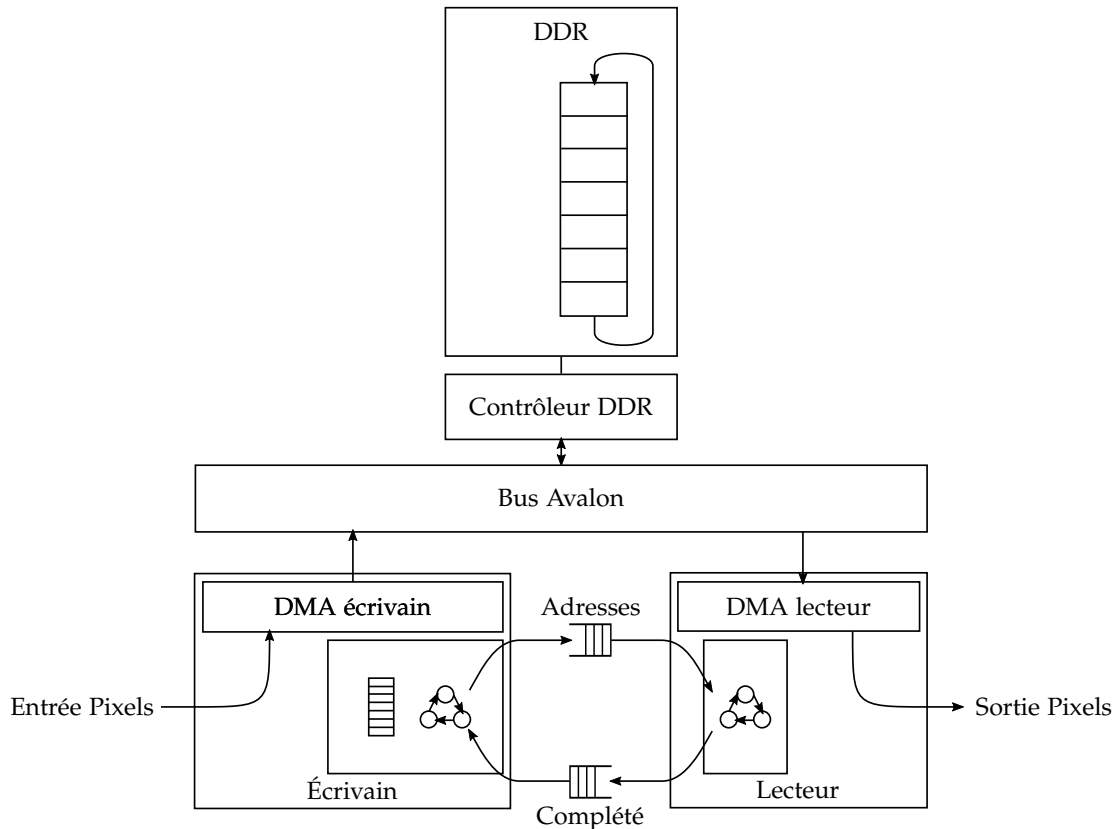 DDR
Contrôleur DDR
Bus Avalon
DMA écrivain
Adresses
DMA lecteur
Entrée Pixels
Sortie Pixels
Écrivain
Lecteur
Complété